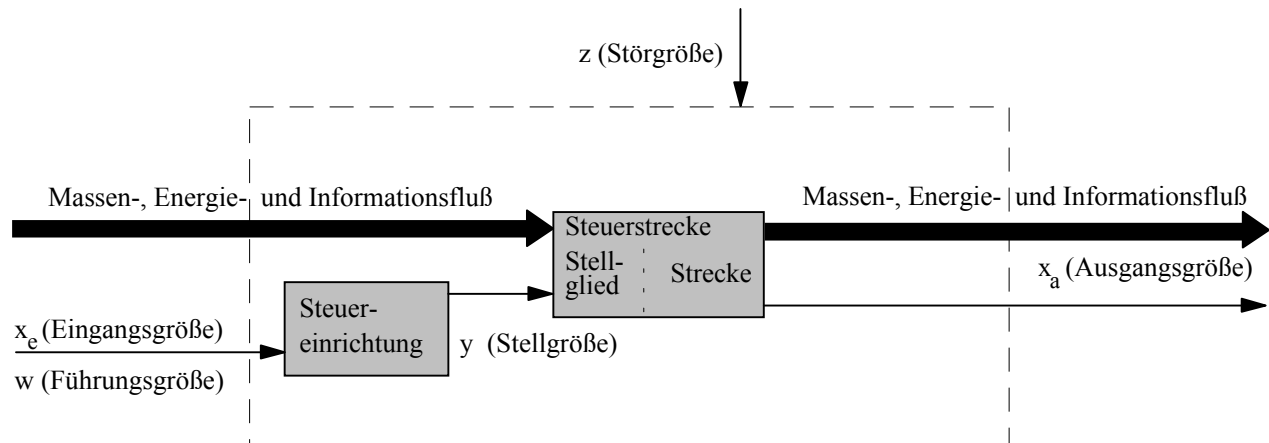 z (Störgröße)
Massen-, Energie- und Informationsfluß
Massen-, Energie- und Informationsfluß
Steuerstrecke
Stell-
glied
Strecke
x_a (Ausgangsgröße)
Steuer-
einrichtung
x_e (Eingangsgröße)
y (Stellgröße)
w (Führungsgröße)